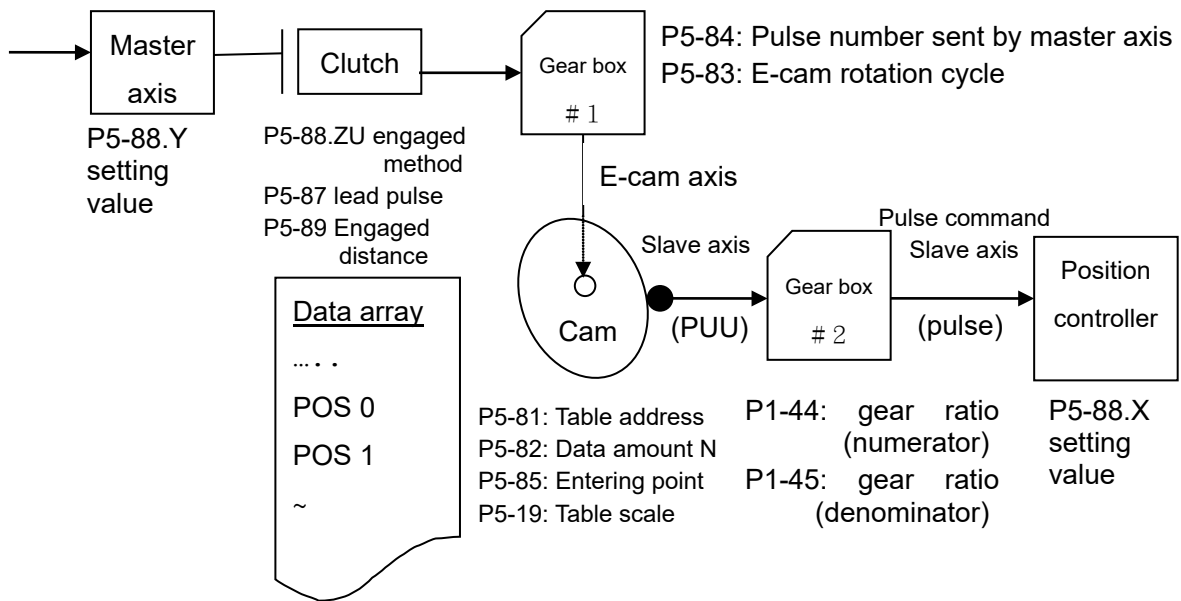 Master
axis
P5-88.Y
setting
value
Clutch
P5-88.ZU engaged
method
P5-87 lead pulse
P5-89 Engaged
distance
Gear box
# 1
P5-84: Pulse number sent by master axis
P5-83: E-cam rotation cycle
E-cam axis
Cam
Slave axis
(PUU)
Gear box
# 2
Pulse command
Slave axis
(pulse)
Position
controller
Data array
…. .
POS 0
POS 1
~
P5-81: Table address
P5-82: Data amount N
P5-85: Entering point
P5-19: Table scale
P1-44: gear ratio
(numerator)
P1-45: gear ratio
(denominator)
P5-88.X
setting
value